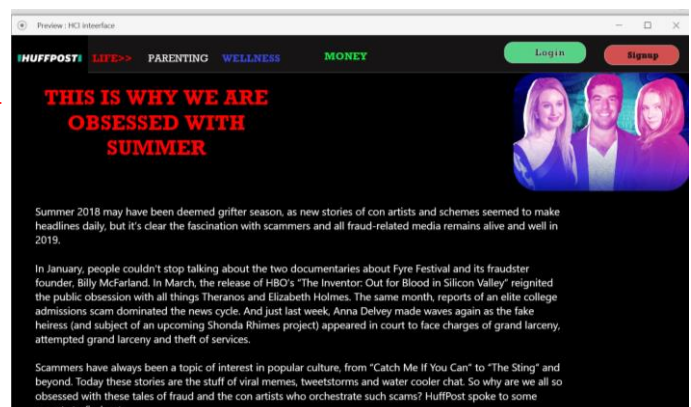 Preview : HCI inteerface
HUFFPOST LIFE>> PARENTING WELLNESS MONEY Login Signup
THIS IS WHY WE ARE
OBSESSED WITH
SUMMER
Summer 2018 may have been deemed grifter season, as new stories of con artists and schemes seemed to make
headlines daily, but it's clear the fascination with scammers and all fraud-related media remains alive and well in
2019.
In January, people couldn't stop talking about the two documentaries about Fyre Festival and its fraudster
founder, Billy McFarland. In March, the release of HBO's "The Inventor: Out for Blood in Silicon Valley" reignited
the public obsession with all things Theranos and Elizabeth Holmes. The same month, reports of an elite college
admissions scam dominated the news cycle. And just last week, Anna Delvey made waves again as the fake
heiress (and subject of an upcoming Shonda Rhimes project) appeared in court to face charges of grand larceny,
attempted grand larceny and theft of services.
Scammers have always been a topic of interest in popular culture, from "Catch Me If You Can" to "The Sting" and
beyond. Today these stories are the stuff of viral memes, tweetstorms and water cooler chat. So why are we all so
obsessed with these tales of fraud and the con artists who orchestrate such scams? HuffPost spoke to some